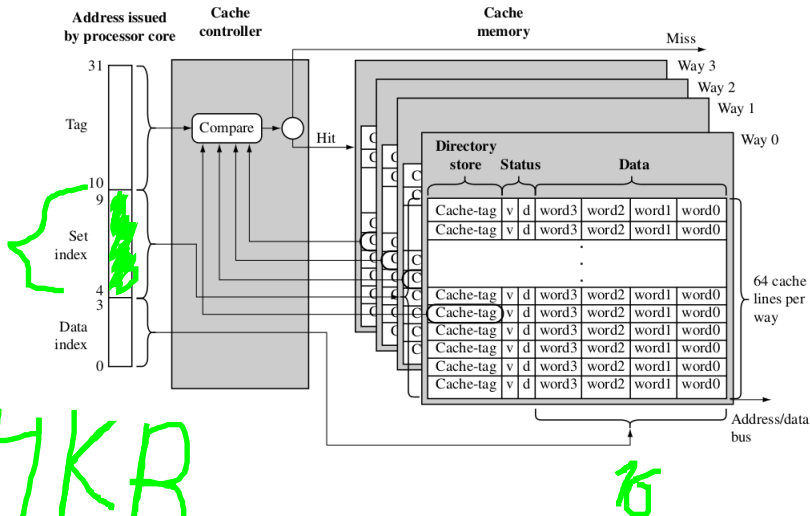 Address issued by processor core
Cache controller
Cache memory
Miss
31
Way 3
Way 2
Way 1
Way 0
Tag
Compare
Hit
Directory store
Status
Data
10
9
Set index
4
3
Data index
0
Cache-tag v d word3 word2 word1 word0
Cache-tag v d word3 word2 word1 word0
.
.
.
Cache-tag v d word3 word2 word1 word0
Cache-tag v d word3 word2 word1 word0
Cache-tag v d word3 word2 word1 word0
Cache-tag v d word3 word2 word1 word0
Cache-tag v d word3 word2 word1 word0
Cache-tag v d word3 word2 word1 word0
64 cache lines per way
Address/data bus